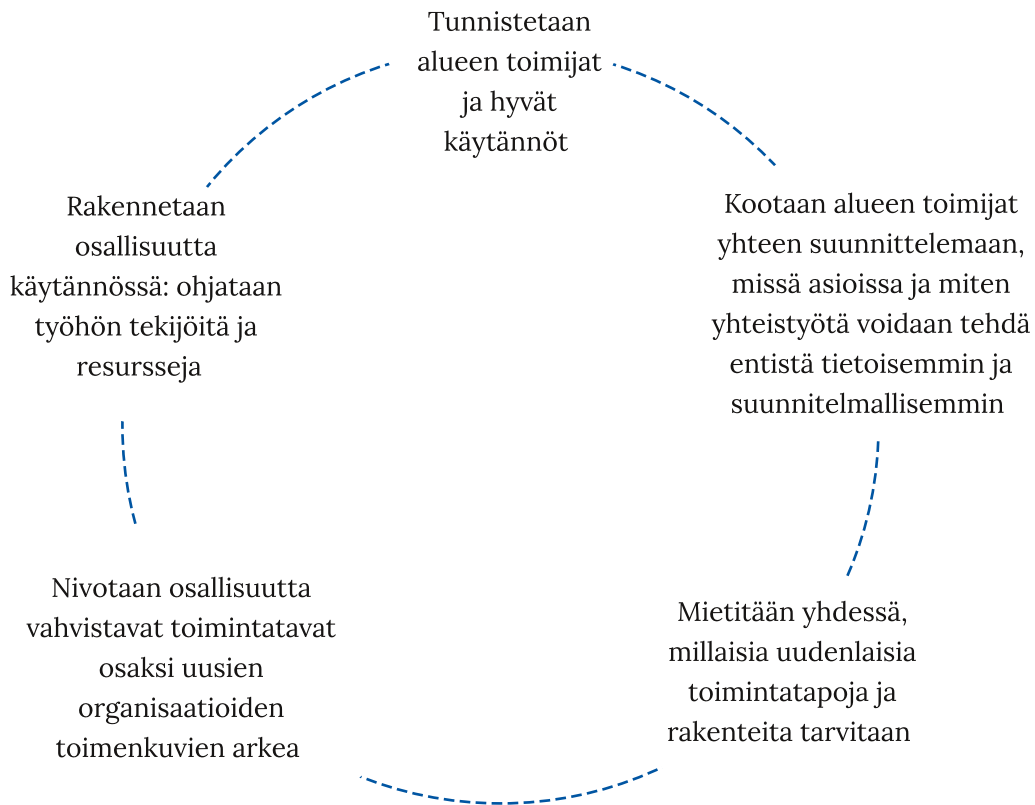 Tunnistetaan
alueen toimijat
ja hyvät
käytännöt
Kootaan alueen toimijat
yhteen suunnittelemaan,
missä asioissa ja miten
yhteistyötä voidaan tehdä
entistä tietoisemmin ja
suunnitelmallisemmin
Mietitään yhdessä,
millaisia uudenlaisia
toimintatapoja ja
rakenteita tarvitaan
Nivotaan osallisuutta
vahvistavat toimintatavat
osaksi uusien
organisaatioiden
toimenkuvien arkea
Rakennetaan
osallisuutta
käytännössä: ohjataan
työhön tekijöitä ja
resursseja